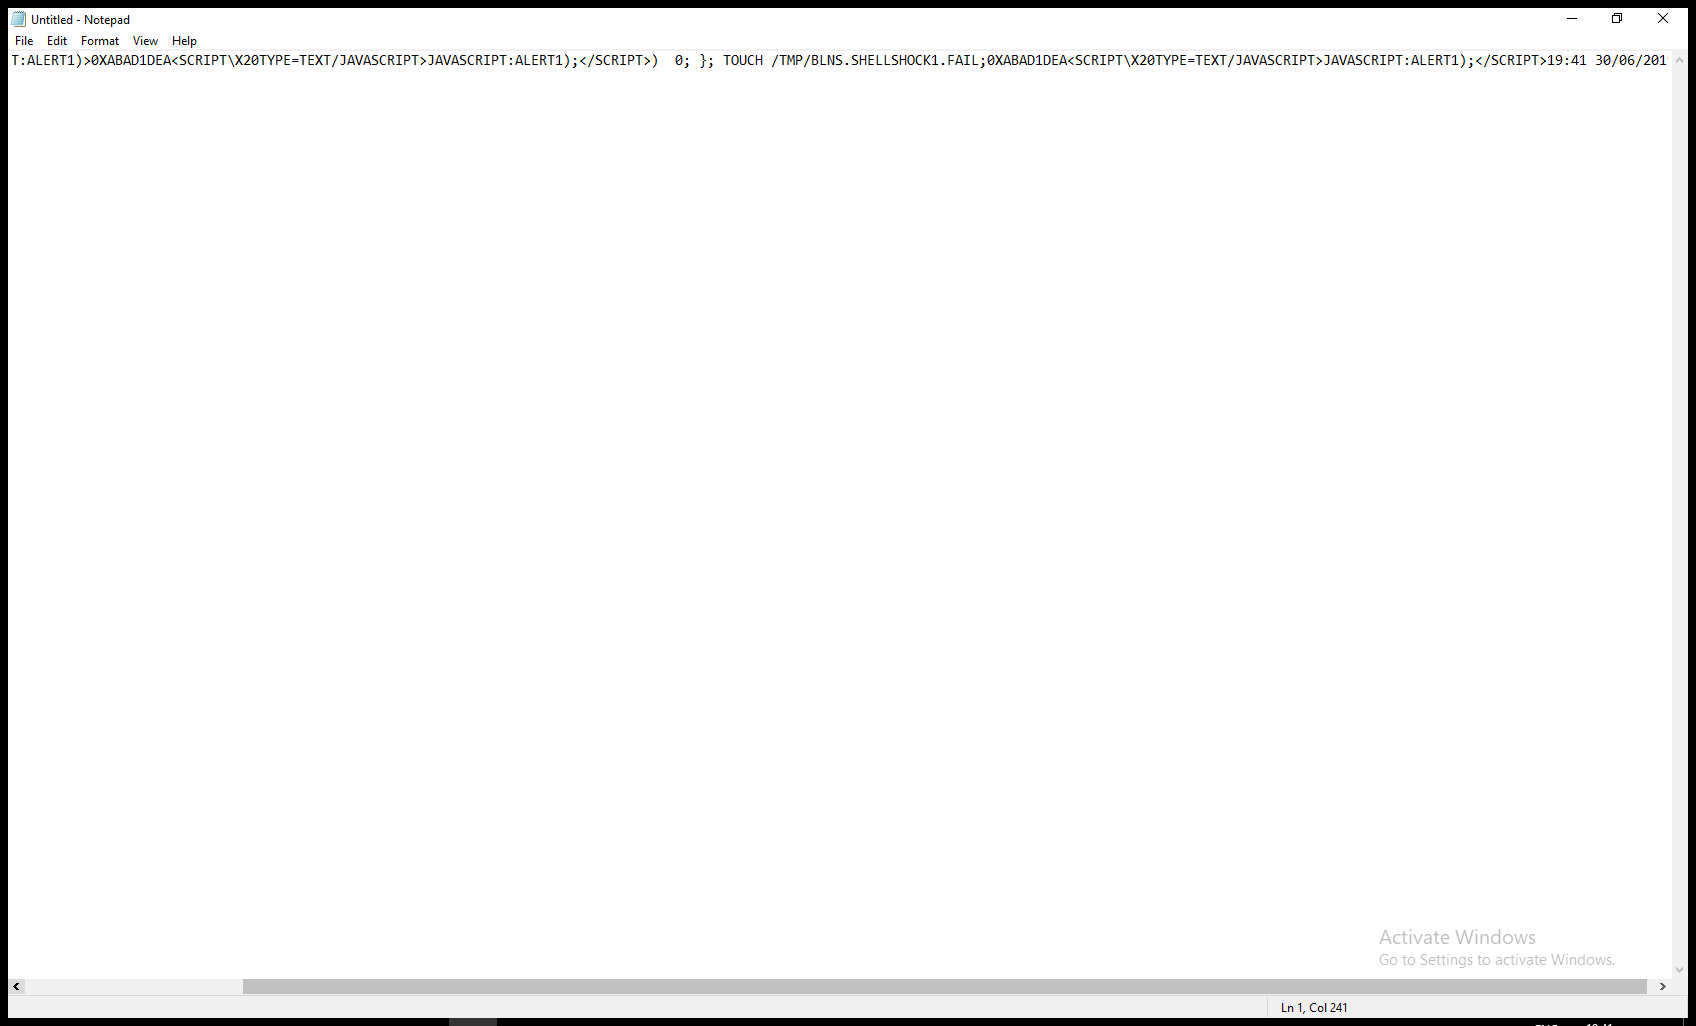 Untitled - Notepad
File Edit Format View Help
T:ALERT1)>0XABAD1DEA<SCRIPT\X20TYPE=TEXT/JAVASCRIPT>JAVASCRIPT:ALERT1);</SCRIPT>)  0; }; TOUCH /TMP/BLNS.SHELLSHOCK1.FAIL;0XABAD1DEA<SCRIPT\X20TYPE=TEXT/JAVASCRIPT>JAVASCRIPT:ALERT1);</SCRIPT>19:41 30/06/201
Activate Windows
Go to Settings to activate Windows.
Ln 1, Col 241